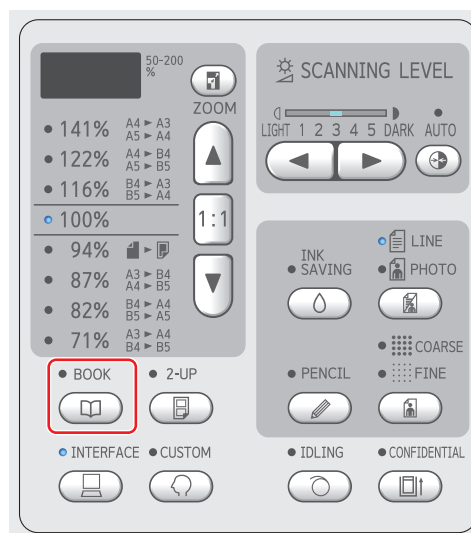 50-200
%
ZOOM
141% A4 ► A3
A5 ► A4
122% A4 ► B4
A5 ► B5
116% B4 ► A3
B5 ► A4
100%
94%
87% A3 ► B4
A4 ► B5
82% B4 ► A4
B5 ► A5
71% A3 ► A4
B4 ► B5
1:1
BOOK
2-UP
INTERFACE
CUSTOM
SCANNING LEVEL
LIGHT 1 2 3 4 5 DARK AUTO
INK
SAVING
LINE
PHOTO
COARSE
PENCIL
FINE
IDLING
CONFIDENTIAL